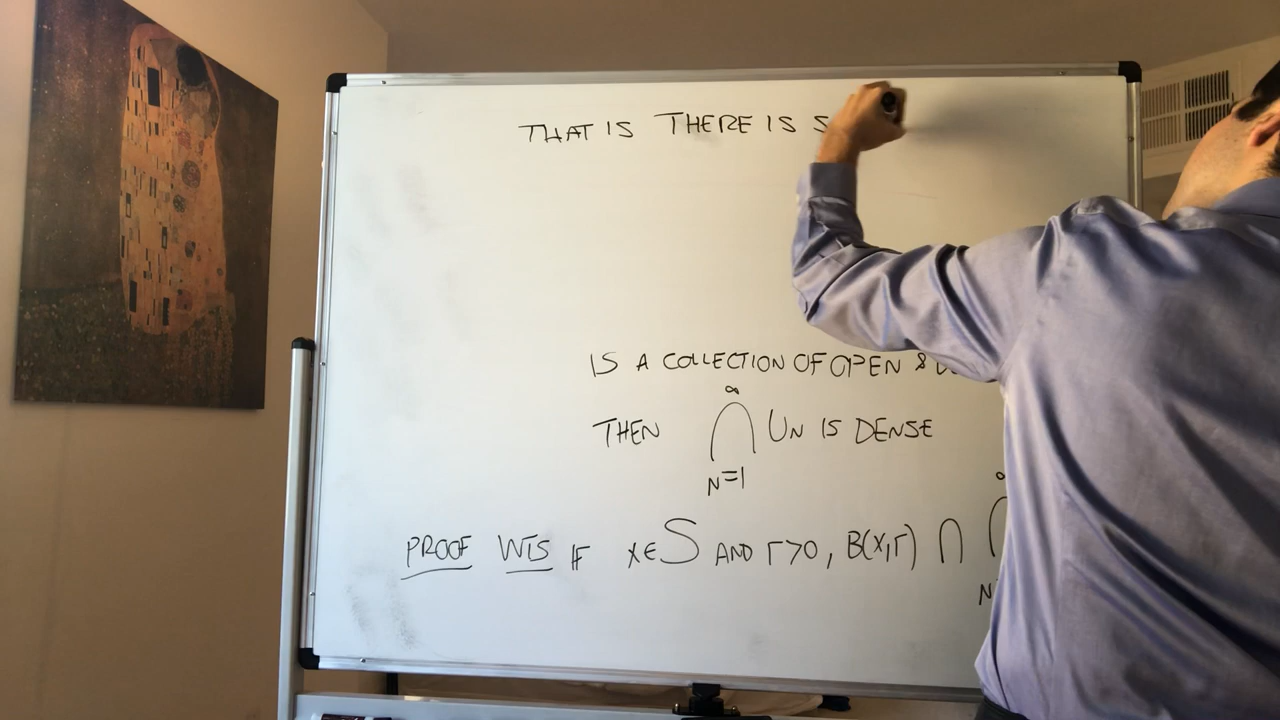 THAT IS THERE IS S
IS A COLLECTION OF OPEN &
∞
THEN ∩ UN IS DENSE
N=1
PROOF WTS IF x∈S AND r>0, B(x,r) ∩ ∩
N